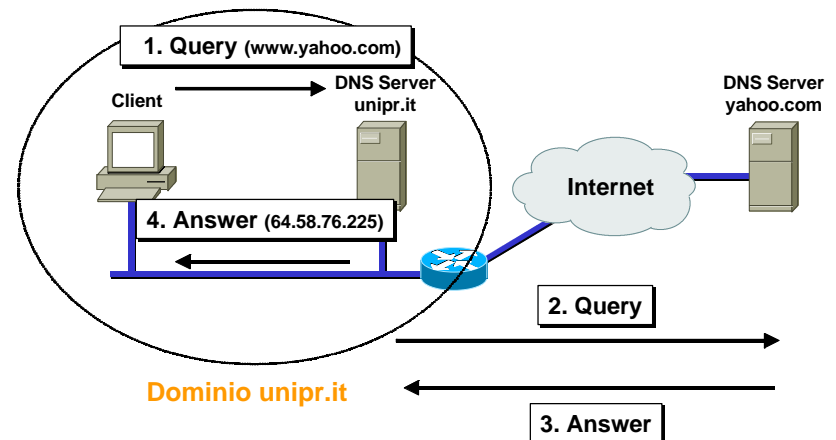 1. Query (www.yahoo.com)
Client
DNS Server
unipr.it
DNS Server
yahoo.com
Internet
4. Answer (64.58.76.225)
2. Query
Dominio unipr.it
3. Answer